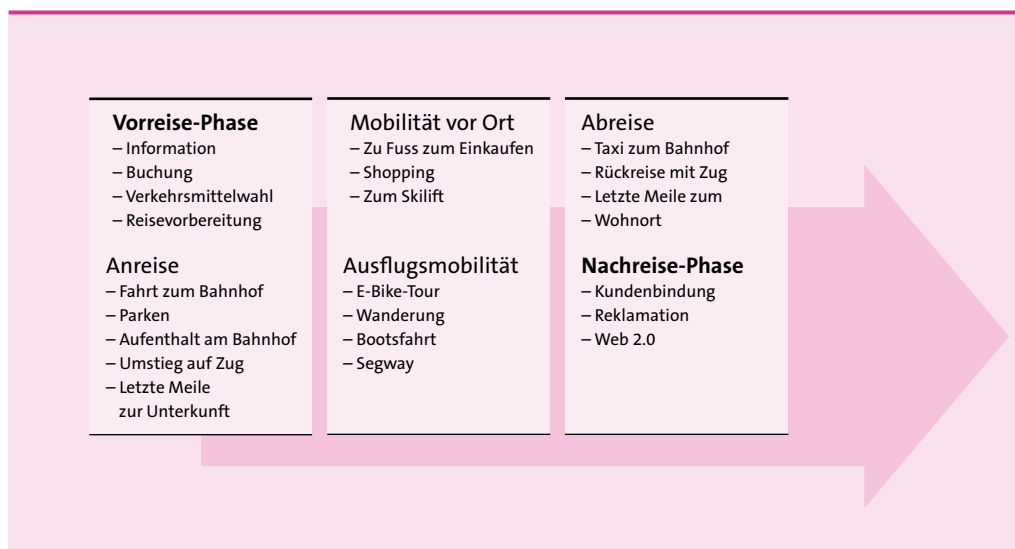 Vorreise-Phase
– Information
– Buchung
– Verkehrsmittelwahl
– Reisevorbereitung
Anreise
– Fahrt zum Bahnhof
– Parken
– Aufenthalt am Bahnhof
– Umstieg auf Zug
– Letzte Meile
zur Unterkunft
Mobilität vor Ort
– Zu Fuss zum Einkaufen
– Shopping
– Zum Skilift
Ausflugsmobilität
– E-Bike-Tour
– Wanderung
– Bootsfahrt
– Segway
Abreise
– Taxi zum Bahnhof
– Rückreise mit Zug
– Letzte Meile zum
– Wohnort
Nachreise-Phase
– Kundenbindung
– Reklamation
– Web 2.0